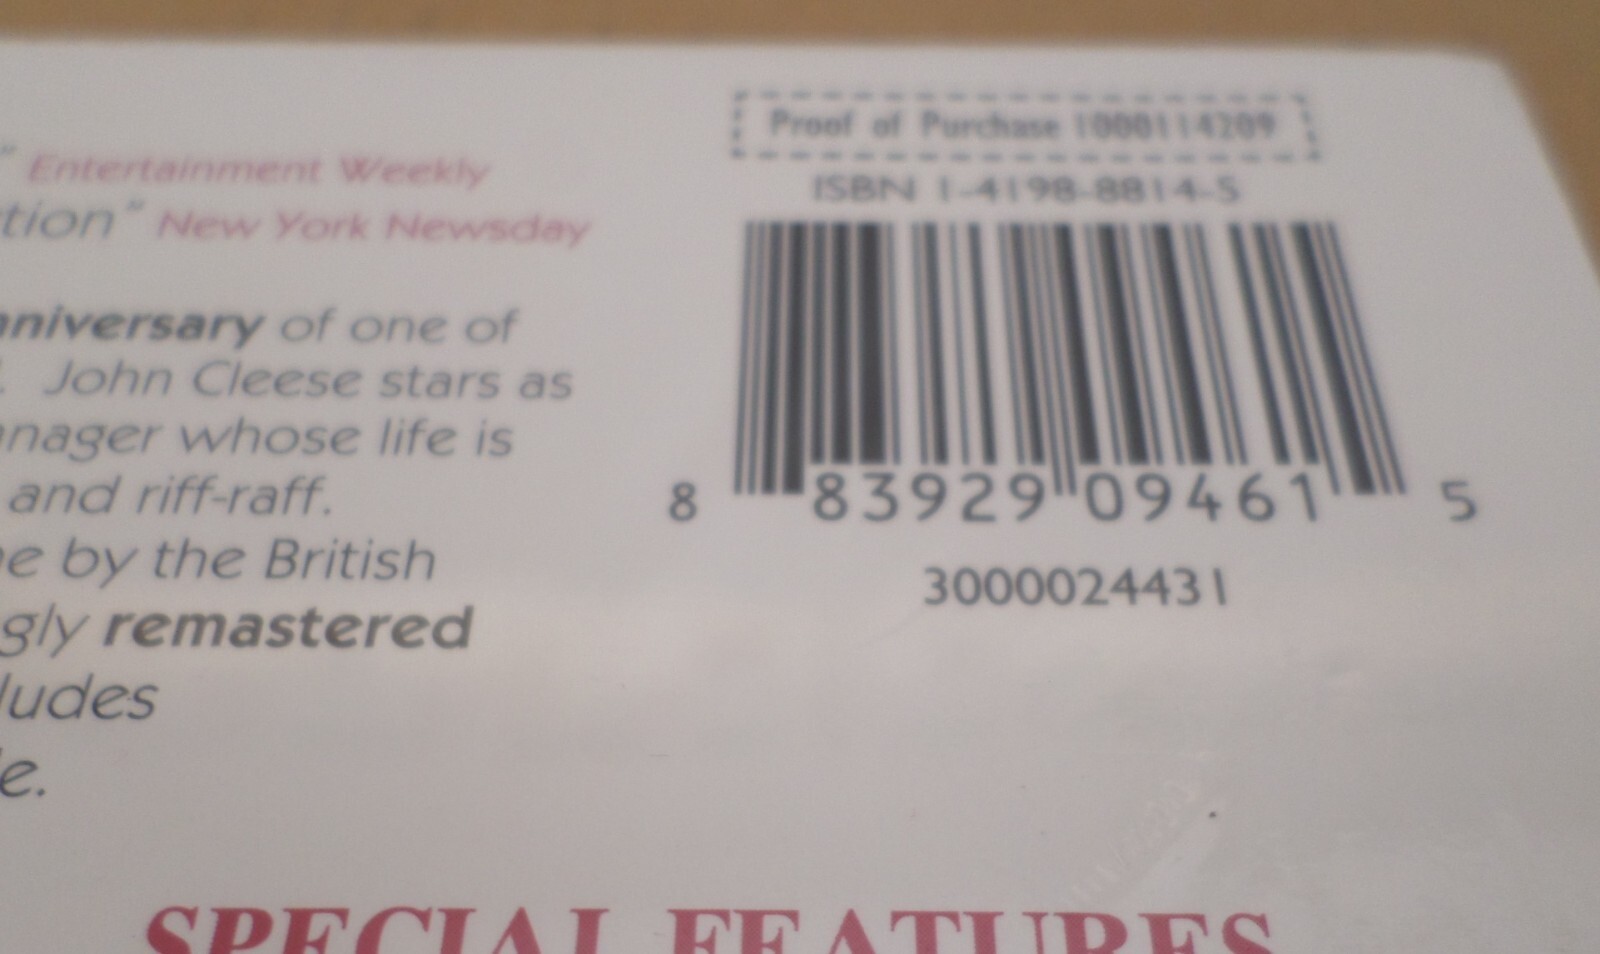 ” Entertainment Weekly
ction” New York Newsday
nniversary of one of
. John Cleese stars as
anager whose life is
and riff-raff.
e by the British
gly remastered
ludes
e.
Proof of Purchase 1000114209
ISBN 1-4198-8814-5
8 83929 09461 5
3000024431
SPECIAL FEATURES